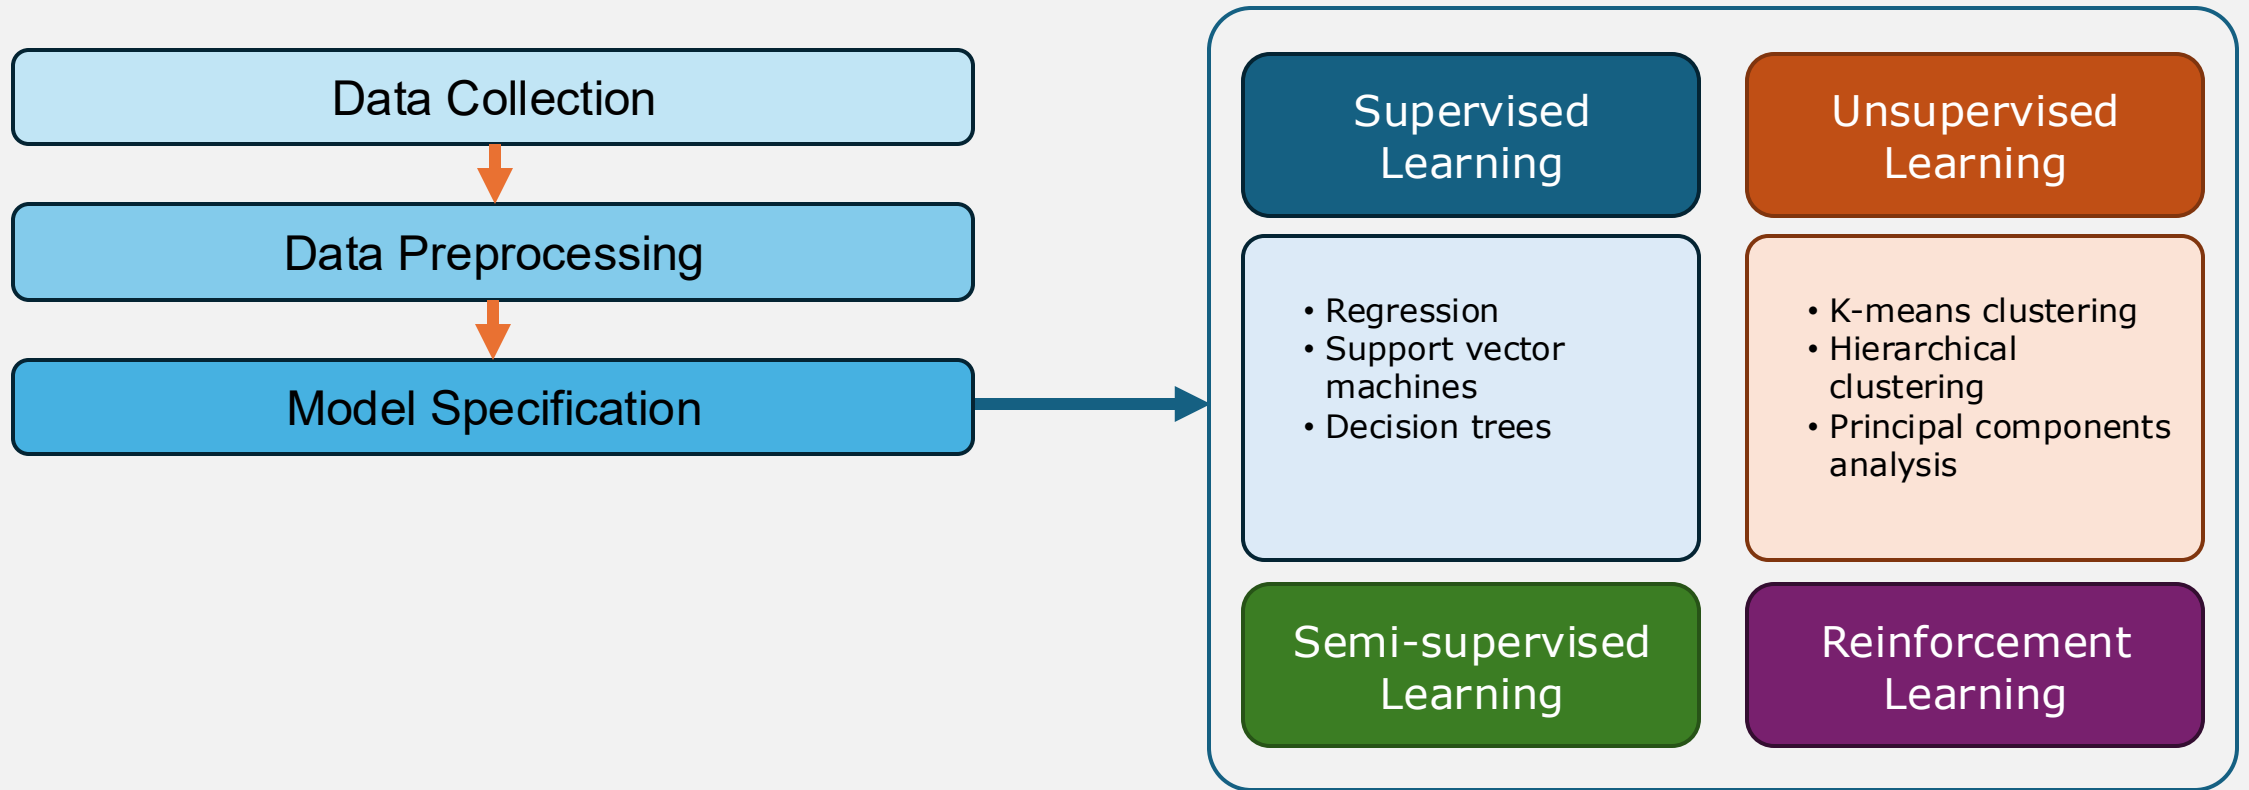 Data Collection
Data Preprocessing
Model Specification
Supervised
Learning
• Regression
• Support vector
machines
• Decision trees
Unsupervised
Learning
• K-means clustering
• Hierarchical
clustering
• Principal components
analysis
Semi-supervised
Learning
Reinforcement
Learning